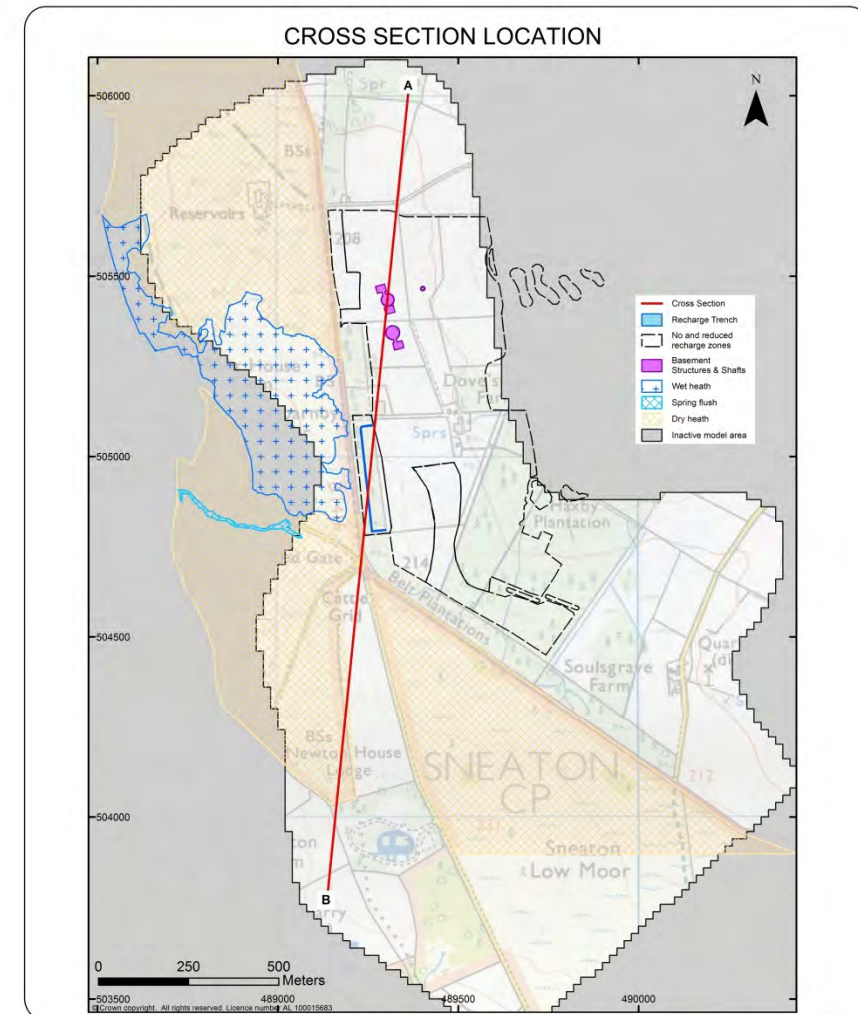 CROSS SECTION LOCATION
506000
Spr
A
N
BSs
Reservoirs
208
505500
Cross Section
Recharge Trench
No and reduced
recharge zones
Basement
Structures & Shafts
Wet heath
Spring flush
Dry heath
Inactive model area
House
Dove's
Sprs
505000
Haxby
Plantation
214
Gate
Belt Plantations
Cattle
Grid
504500
Soulsgrave
Farm
BSs
Newton House
Lodge
SNEATON
CP
212
504000
231
Sneaton
Low Moor
B
0 250 500
Meters
503500
489000 489500 490000
© Crown copyright. All rights reserved. Licence number AL 100015683